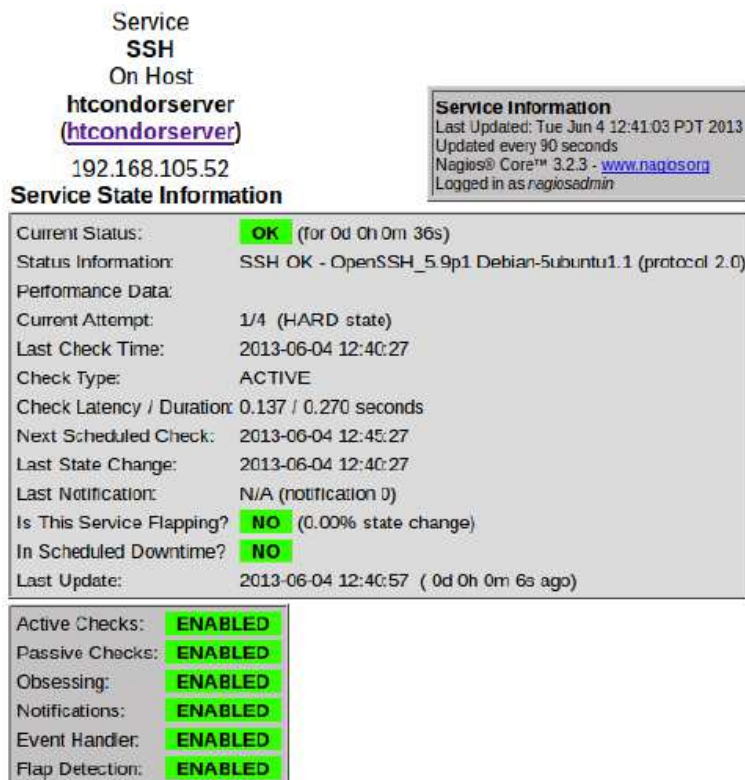 Service
SSH
On Host
htcondorserver
(htcondorserver)
192.168.105.52
Service Information
Last Updated: Tue Jun 4 12:41:03 PDT 2013
Updated every 90 seconds
Nagios® Core™ 3.2.3 - www.nagios.org
Logged in as nagiosadmin
Service State Information
Current Status: OK (for 0d 0h 0m 36s)
Status Information: SSH OK - OpenSSH_5.9p1 Debian-5ubuntu1.1 (protocol 2.0)
Performance Data:
Current Attempt: 1/4 (HARD state)
Last Check Time: 2013-06-04 12:40:27
Check Type: ACTIVE
Check Latency / Duration: 0.137 / 0.270 seconds
Next Scheduled Check: 2013-06-04 12:45:27
Last State Change: 2013-06-04 12:40:27
Last Notification: N/A (notification 0)
Is This Service Flapping? NO (0.00% state change)
In Scheduled Downtime? NO
Last Update: 2013-06-04 12:40:57 ( 0d 0h 0m 6s ago)
Active Checks: ENABLED
Passive Checks: ENABLED
Obsessing: ENABLED
Notifications: ENABLED
Event Handler: ENABLED
Flap Detection: ENABLED